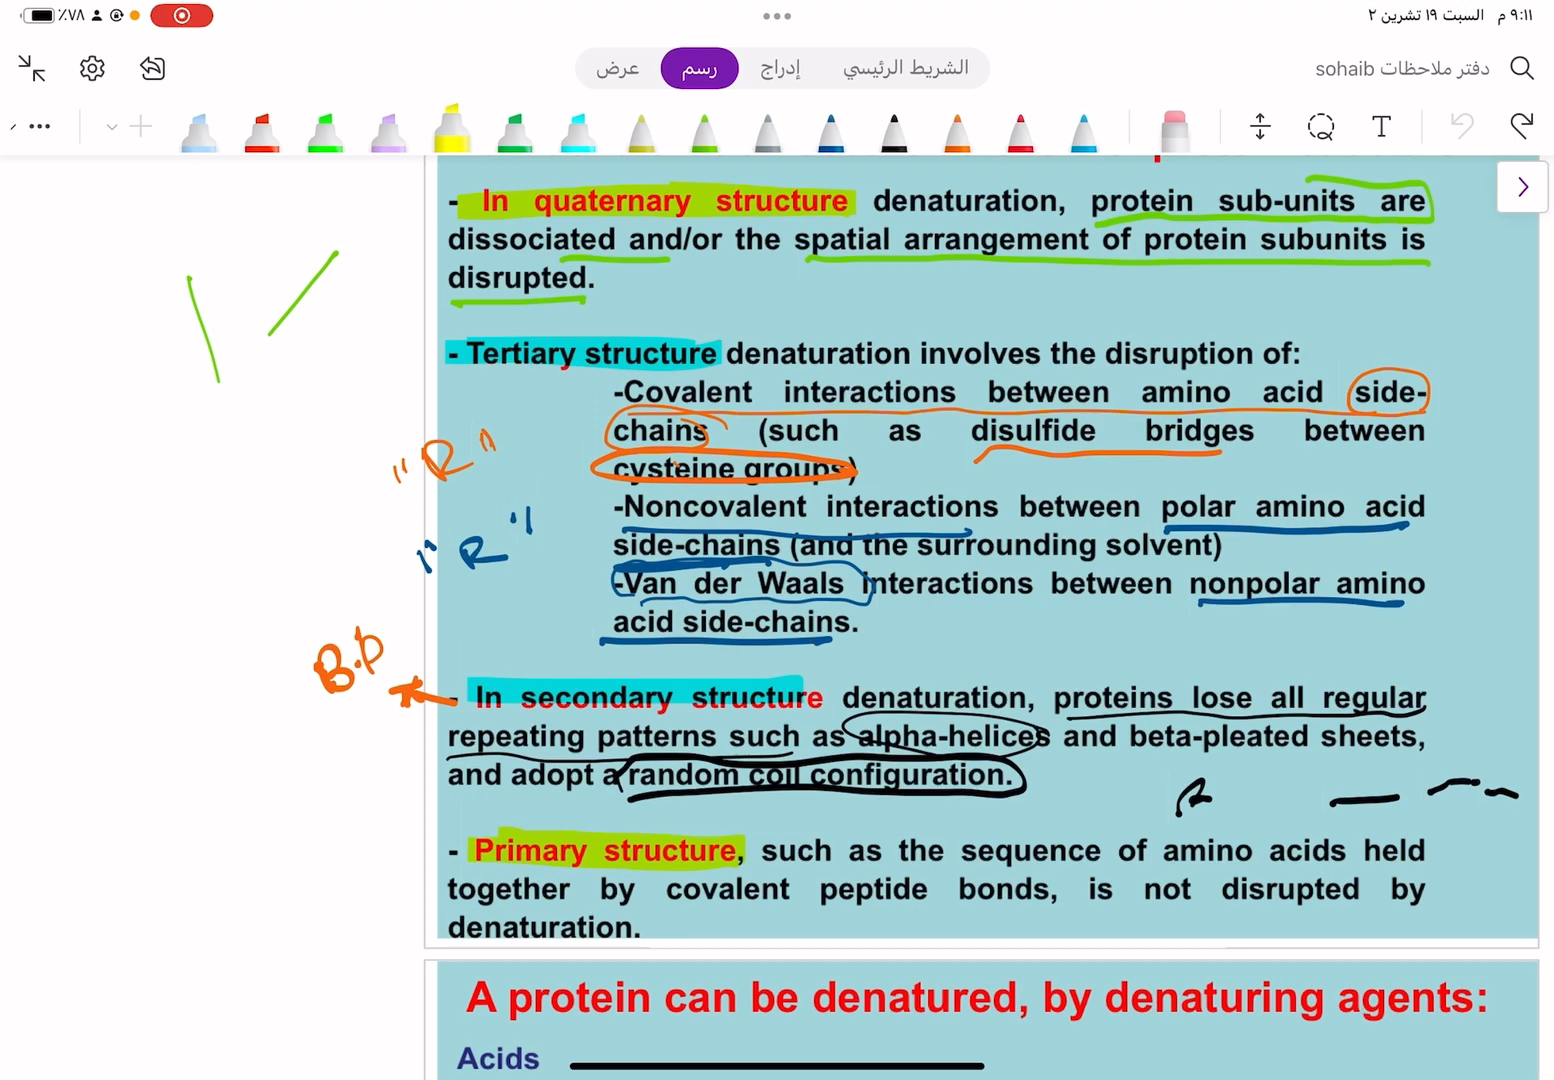 ٩:١١ م السبت ١٩ تشرين ٢
٪٧٨
دفتر ملاحظات sohaib
الشريط الرئيسي إدراج رسم عرض
T
- In quaternary structure denaturation, protein sub-units are
dissociated and/or the spatial arrangement of protein subunits is
disrupted.
- Tertiary structure denaturation involves the disruption of:
-Covalent interactions between amino acid side-
chains (such as disulfide bridges between
"R"
cysteine groups)
-Noncovalent interactions between polar amino acid
"R"
side-chains (and the surrounding solvent)
-Van der Waals interactions between nonpolar amino
acid side-chains.
- In secondary structure denaturation, proteins lose all regular
repeating patterns such as alpha-helices and beta-pleated sheets,
and adopt a random coil configuration.
- Primary structure, such as the sequence of amino acids held
together by covalent peptide bonds, is not disrupted by
denaturation.
A protein can be denatured, by denaturing agents:
Acids